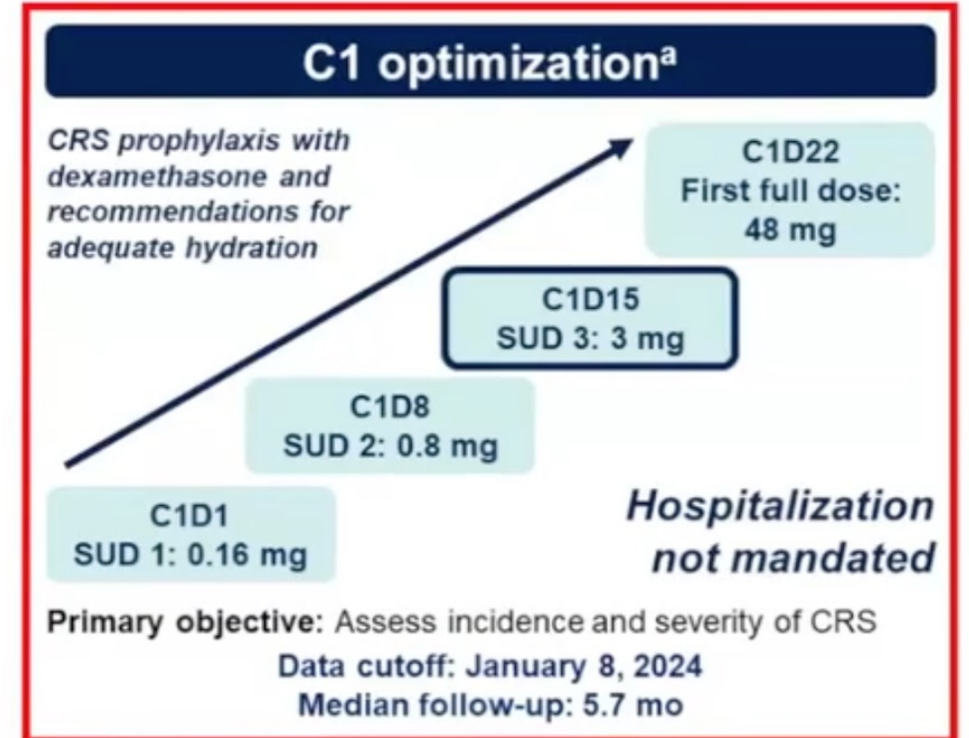 C1 optimizationᵃ
CRS prophylaxis with
dexamethasone and
recommendations for
adequate hydration
C1D22
First full dose:
48 mg
C1D15
SUD 3: 3 mg
C1D8
SUD 2: 0.8 mg
C1D1
SUD 1: 0.16 mg
Hospitalization
not mandated
Primary objective: Assess incidence and severity of CRS
Data cutoff: January 8, 2024
Median follow-up: 5.7 mo